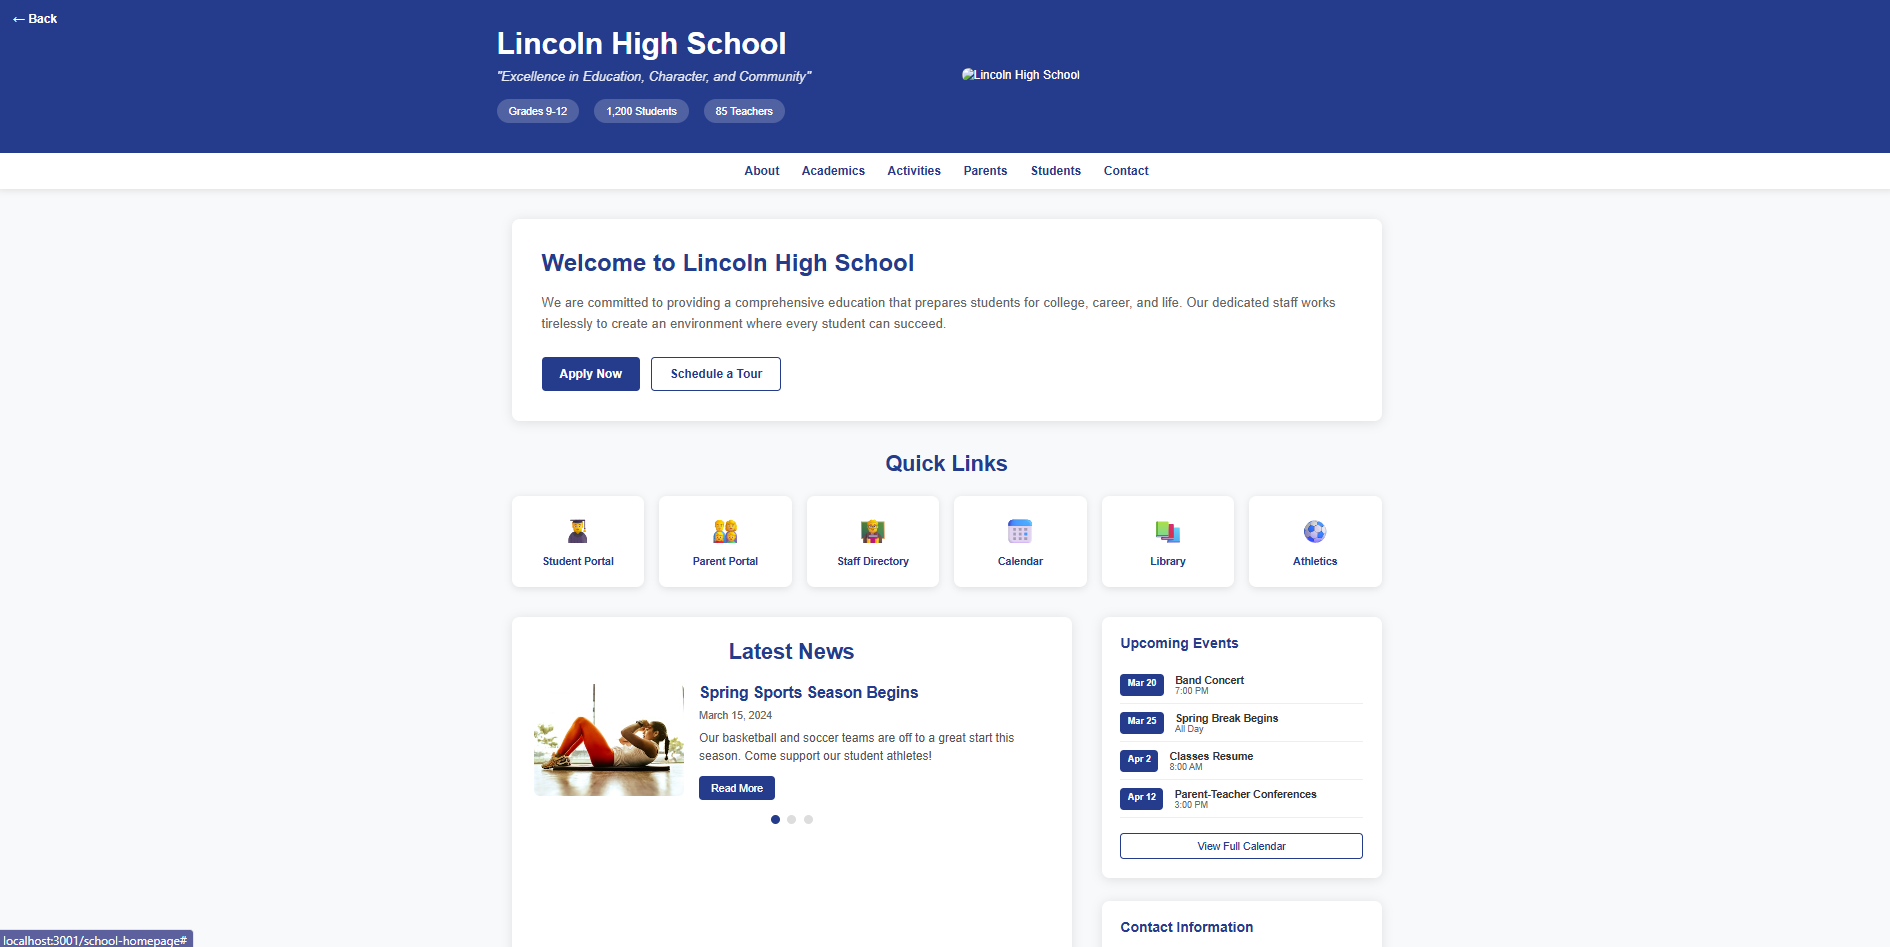 ← Back
Lincoln High School
"Excellence in Education, Character, and Community"
Lincoln High School
Grades 9-12
1,200 Students
85 Teachers
About
Academics
Activities
Parents
Students
Contact
Welcome to Lincoln High School
We are committed to providing a comprehensive education that prepares students for college, career, and life. Our dedicated staff works
tirelessly to create an environment where every student can succeed.
Apply Now
Schedule a Tour
Quick Links
Student Portal
Parent Portal
Staff Directory
Calendar
Library
Athletics
Latest News
Spring Sports Season Begins
March 15, 2024
Our basketball and soccer teams are off to a great start this
season. Come support our student athletes!
Read More
Upcoming Events
Mar 20
Band Concert
7:00 PM
Mar 25
Spring Break Begins
All Day
Apr 2
Classes Resume
8:00 AM
Apr 12
Parent-Teacher Conferences
3:00 PM
View Full Calendar
Contact Information
localhost:3001/school-homepage#